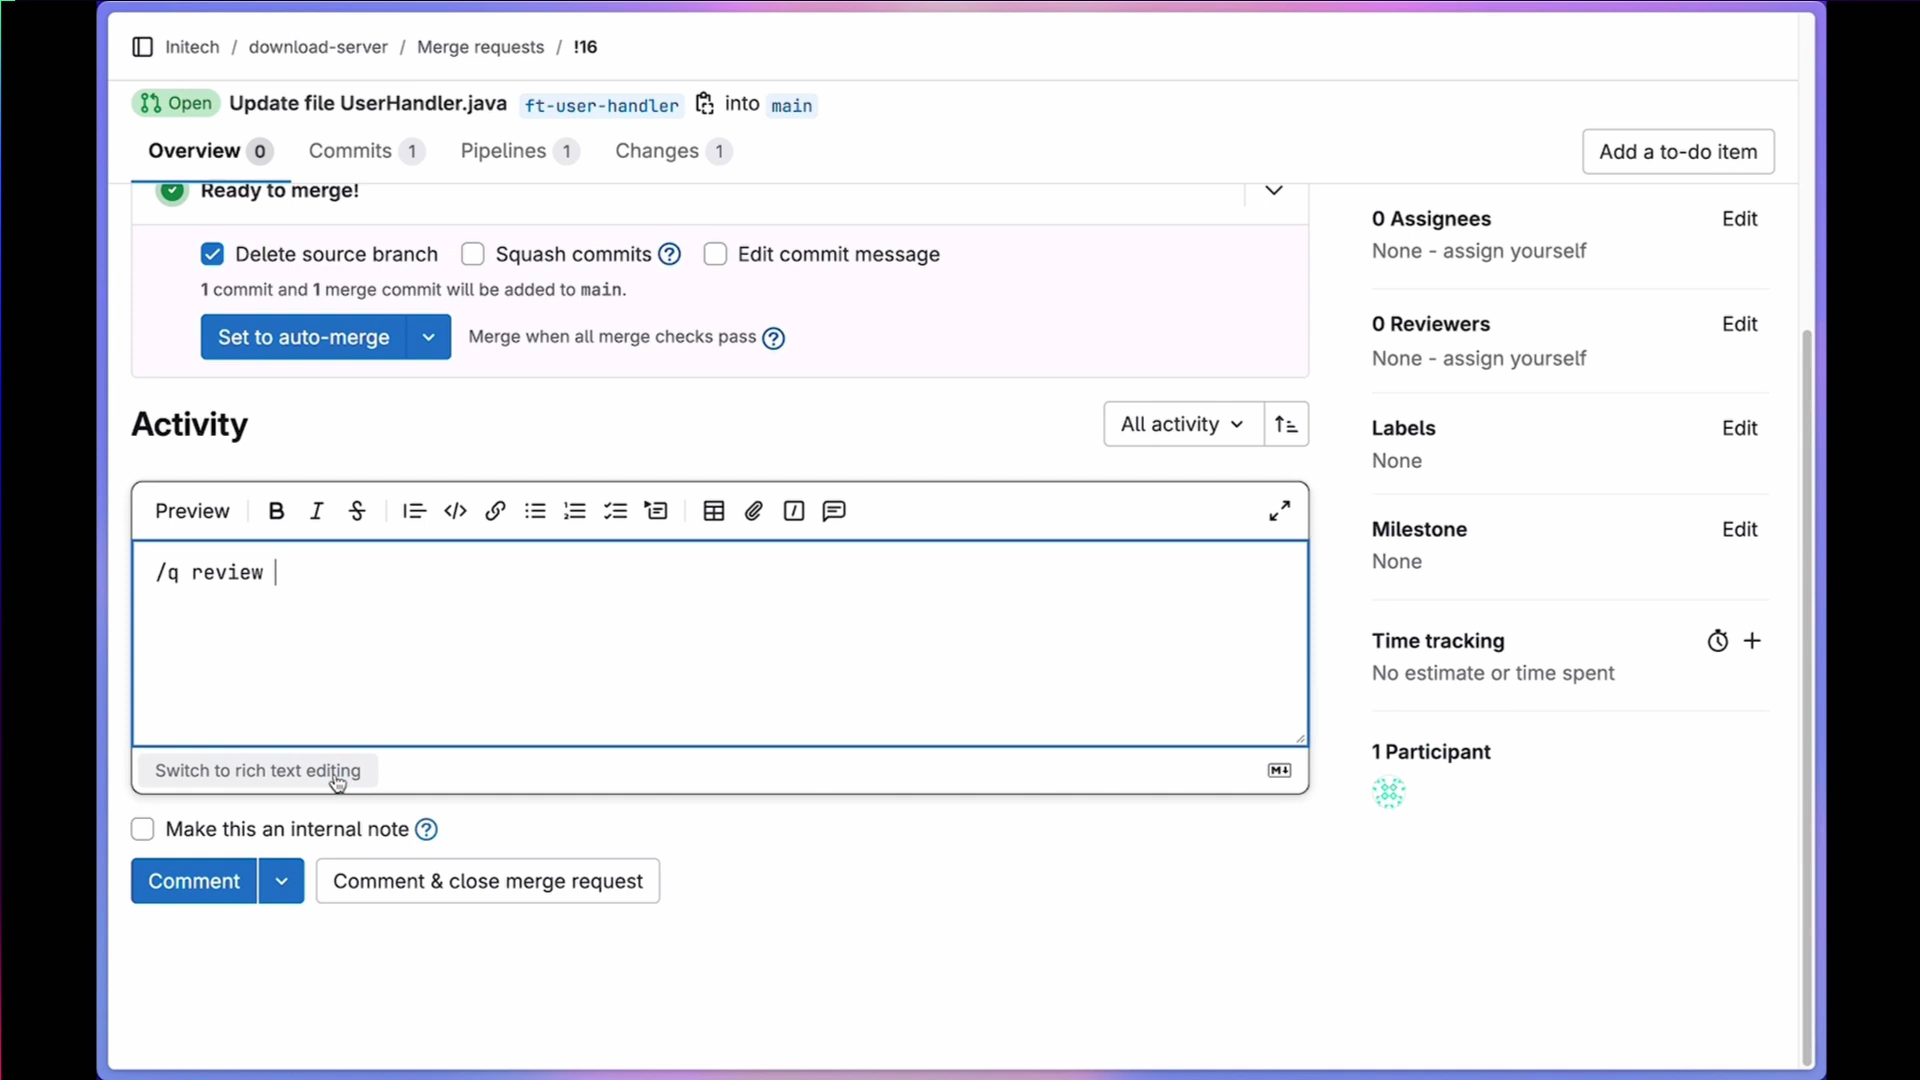 Initech / download-server / Merge requests / !16
Open Update file UserHandler.java ft-user-handler into main
Overview 0 Commits 1 Pipelines 1 Changes 1
Add a to-do item
Ready to merge!
Delete source branch Squash commits ? Edit commit message
1 commit and 1 merge commit will be added to main.
Set to auto-merge Merge when all merge checks pass ?
Activity
All activity
Preview B I S
/q review
Switch to rich text editing
M
Make this an internal note ?
Comment Comment & close merge request
0 Assignees Edit
None - assign yourself
0 Reviewers Edit
None - assign yourself
Labels Edit
None
Milestone Edit
None
Time tracking +
No estimate or time spent
1 Participant